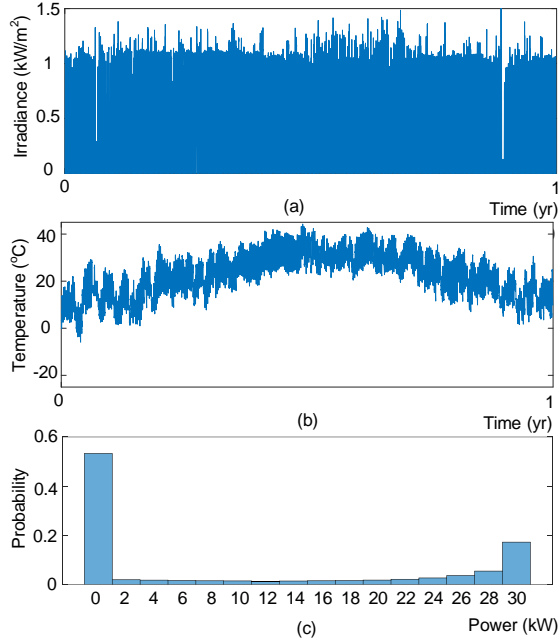 1.5
1
0.5
0
Irradiance (kW/m²)
0
1
(a)
Time (yr)
40
20
0
-20
Temperature (°C)
0
1
(b)
Time (yr)
0.6
0.4
0.2
0
Probability
0 2 4 6 8 10 12 14 16 18 20 22 24 26 28 30
(c)
Power (kW)